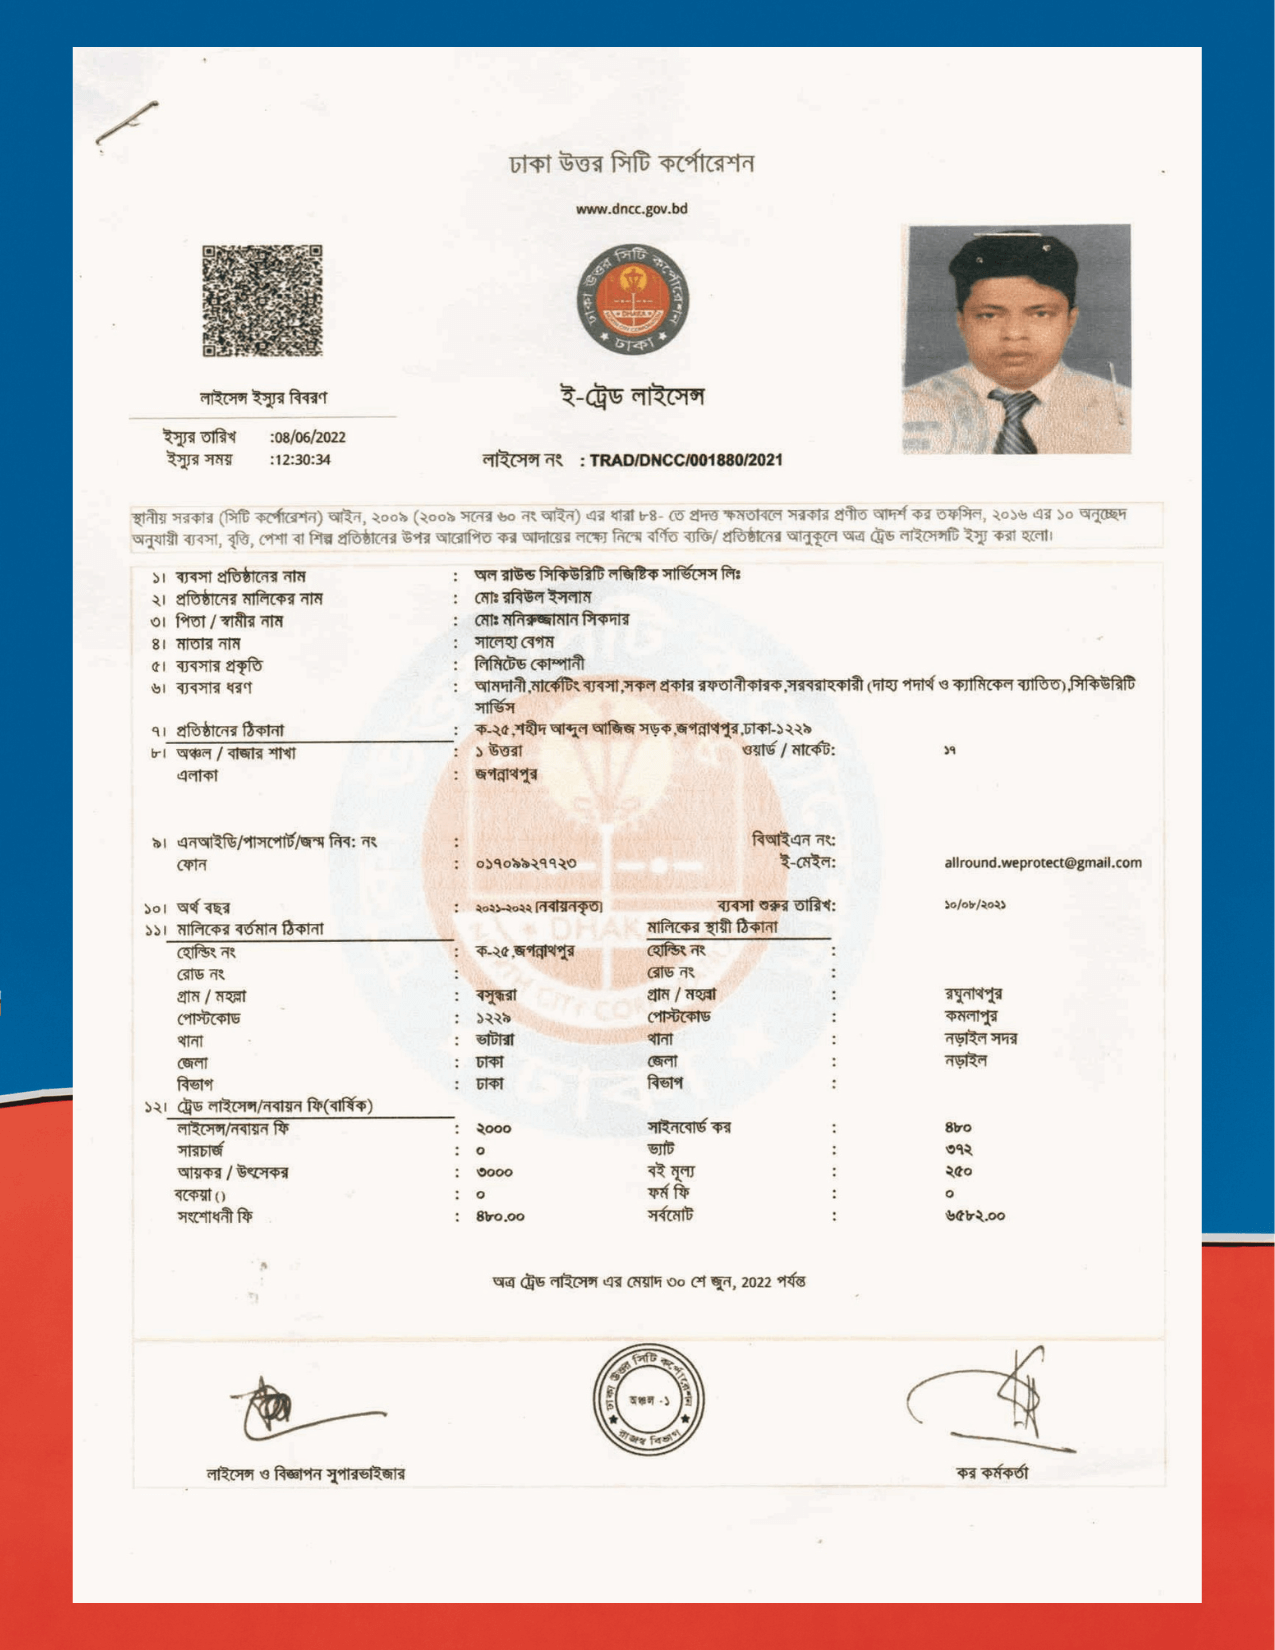 ঢাকা উত্তর সিটি কর্পোরেশন
www.dncc.gov.bd
ঢাকা উত্তর সিটি কর্পোরেশন
DHAKA
ঢাকা
লাইসেন্স ইস্যুর বিবরণ
ই-ট্রেড লাইসেন্স
ইস্যুর তারিখ :08/06/2022
ইস্যুর সময় :12:30:34
লাইসেন্স নং : TRAD/DNCC/001880/2021
স্থানীয় সরকার (সিটি কর্পোরেশন) আইন, ২০০৯ (২০০৯ সনের ৬০ নং আইন) এর ধারা ৮৪- তে প্রদত্ত ক্ষমতাবলে সরকার প্রণীত আদর্শ কর তফসিল, ২০১৬ এর ১০ অনুচ্ছেদ
অনুযায়ী ব্যবসা, বৃত্তি, পেশা বা শিল্প প্রতিষ্ঠানের উপর আরোপিত কর আদায়ের লক্ষ্যে নিম্নে বর্ণিত ব্যক্তি/ প্রতিষ্ঠানের আনুকূলে অত্র ট্রেড লাইসেন্সটি ইস্যু করা হলো।
১। ব্যবসা প্রতিষ্ঠানের নাম : অল রাউন্ড সিকিউরিটি লজিষ্টিক সার্ভিসেস লিঃ
২। প্রতিষ্ঠানের মালিকের নাম : মোঃ রবিউল ইসলাম
৩। পিতা / স্বামীর নাম : মোঃ মনিরুজ্জামান সিকদার
৪। মাতার নাম : সালেহা বেগম
৫। ব্যবসার প্রকৃতি : লিমিটেড কোম্পানী
৬। ব্যবসার ধরণ : আমদানী,মার্কেটিং ব্যবসা,সকল প্রকার রফতানীকারক,সরবরাহকারী (দাহ্য পদার্থ ও ক্যামিকেল ব্যাতিত),সিকিউরিটি
সার্ভিস
৭। প্রতিষ্ঠানের ঠিকানা : ক-২৫,শহীদ আব্দুল আজিজ সড়ক,জগন্নাথপুর,ঢাকা-১২২৯
৮। অঞ্চল / বাজার শাখা : ১ উত্তরা ওয়ার্ড / মার্কেট: ১৭
এলাকা : জগন্নাথপুর
৯। এনআইডি/পাসপোর্ট/জন্ম নিব: নং : বিআইএন নং:
ফোন : ০১৭০৯৯২৭৭২৩ ই-মেইল: allround.weprotect@gmail.com
১০। অর্থ বছর : ২০২১-২০২২ [নবায়নকৃত] ব্যবসা শুরুর তারিখ: ১০/০৮/২০২১
১১। মালিকের বর্তমান ঠিকানা মালিকের স্থায়ী ঠিকানা
হোল্ডিং নং : ক-২৫,জগন্নাথপুর হোল্ডিং নং :
রোড নং : রোড নং :
গ্রাম / মহল্লা : বসুন্ধরা গ্রাম / মহল্লা : রঘুনাথপুর
পোস্টকোড : ১২২৯ পোস্টকোড : কমলাপুর
থানা : ভাটারা থানা : নড়াইল সদর
জেলা : ঢাকা জেলা : নড়াইল
বিভাগ : ঢাকা বিভাগ :
১২। ট্রেড লাইসেন্স/নবায়ন ফি(বার্ষিক)
লাইসেন্স/নবায়ন ফি : ২০০০ সাইনবোর্ড কর : ৪৮০
সারচার্জ : ০ ভ্যাট : ৩৭২
আয়কর / উৎসেকর : ৩০০০ বই মূল্য : ২৫০
বকেয়া () : ০ ফর্ম ফি : ০
সংশোধনী ফি : ৪৮০.০০ সর্বমোট : ৬৫৮২.০০
অত্র ট্রেড লাইসেন্স এর মেয়াদ ৩০ শে জুন, 2022 পর্যন্ত
ঢাকা উত্তর সিটি কর্পোরেশন
অঞ্চল -১
রাজস্ব বিভাগ
লাইসেন্স ও বিজ্ঞাপন সুপারভাইজার
কর কর্মকর্তা